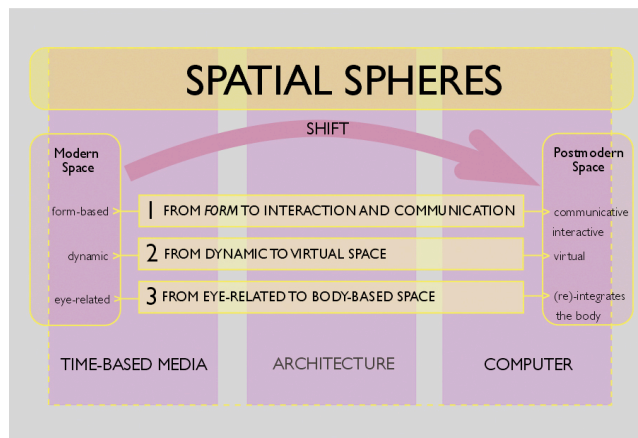 SPATIAL SPHERES
SHIFT
Modern
Space
Postmodern
Space
form-based
1 FROM FORM TO INTERACTION AND COMMUNICATION
communicative
interactive
dynamic
2 FROM DYNAMIC TO VIRTUAL SPACE
virtual
eye-related
3 FROM EYE-RELATED TO BODY-BASED SPACE
(re)-integrates
the body
TIME-BASED MEDIA
ARCHITECTURE
COMPUTER